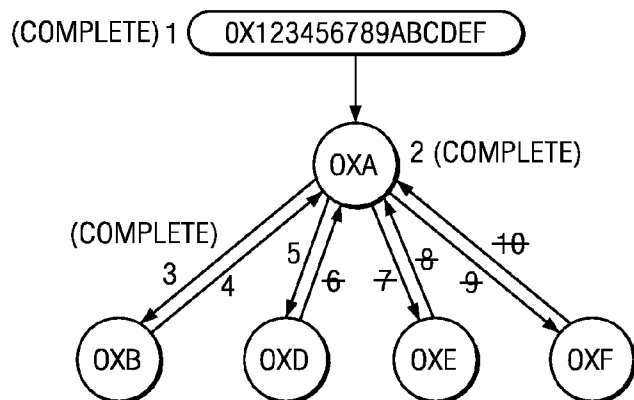 (COMPLETE) 1 0X123456789ABCDEF
0XA
2 (COMPLETE)
(COMPLETE)
3
4
5
6
7
8
9
10
0XB
0XD
0XE
0XF